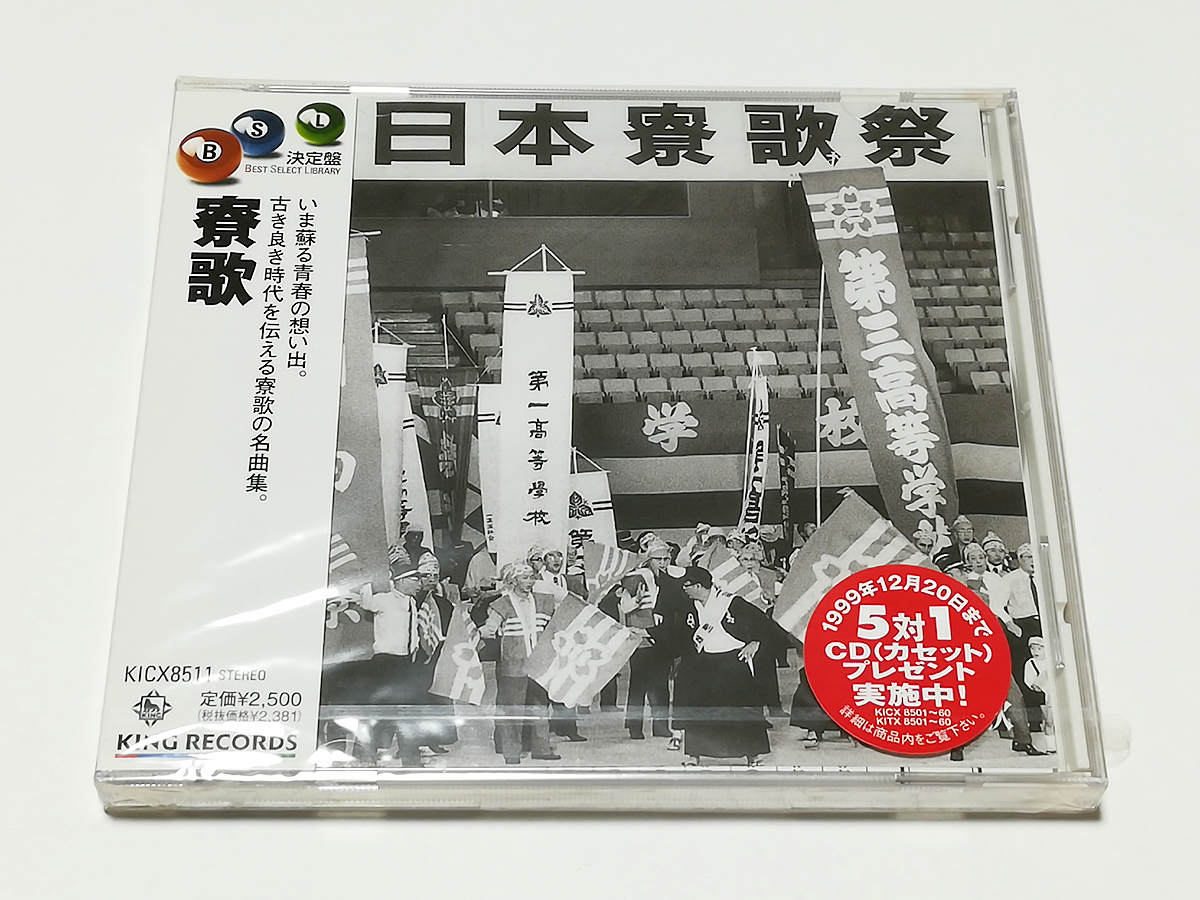 B
S
L
決定盤
BEST SELECT LIBRARY
寮歌
いま蘇る青春の想い出。
古き良き時代を伝える寮歌の名曲集。
KICX8511 STEREO
定価¥2,500
(税抜価格¥2,381)
KING
KING RECORDS
日本寮歌祭
第三高等学校
第一高等學校
学校
第
1999年12月20日まで
5対1
CD(カセット)
プレゼント
実施中!
KICX 8501~60
KITX 8501~60
詳細は商品内をご覧下さい。